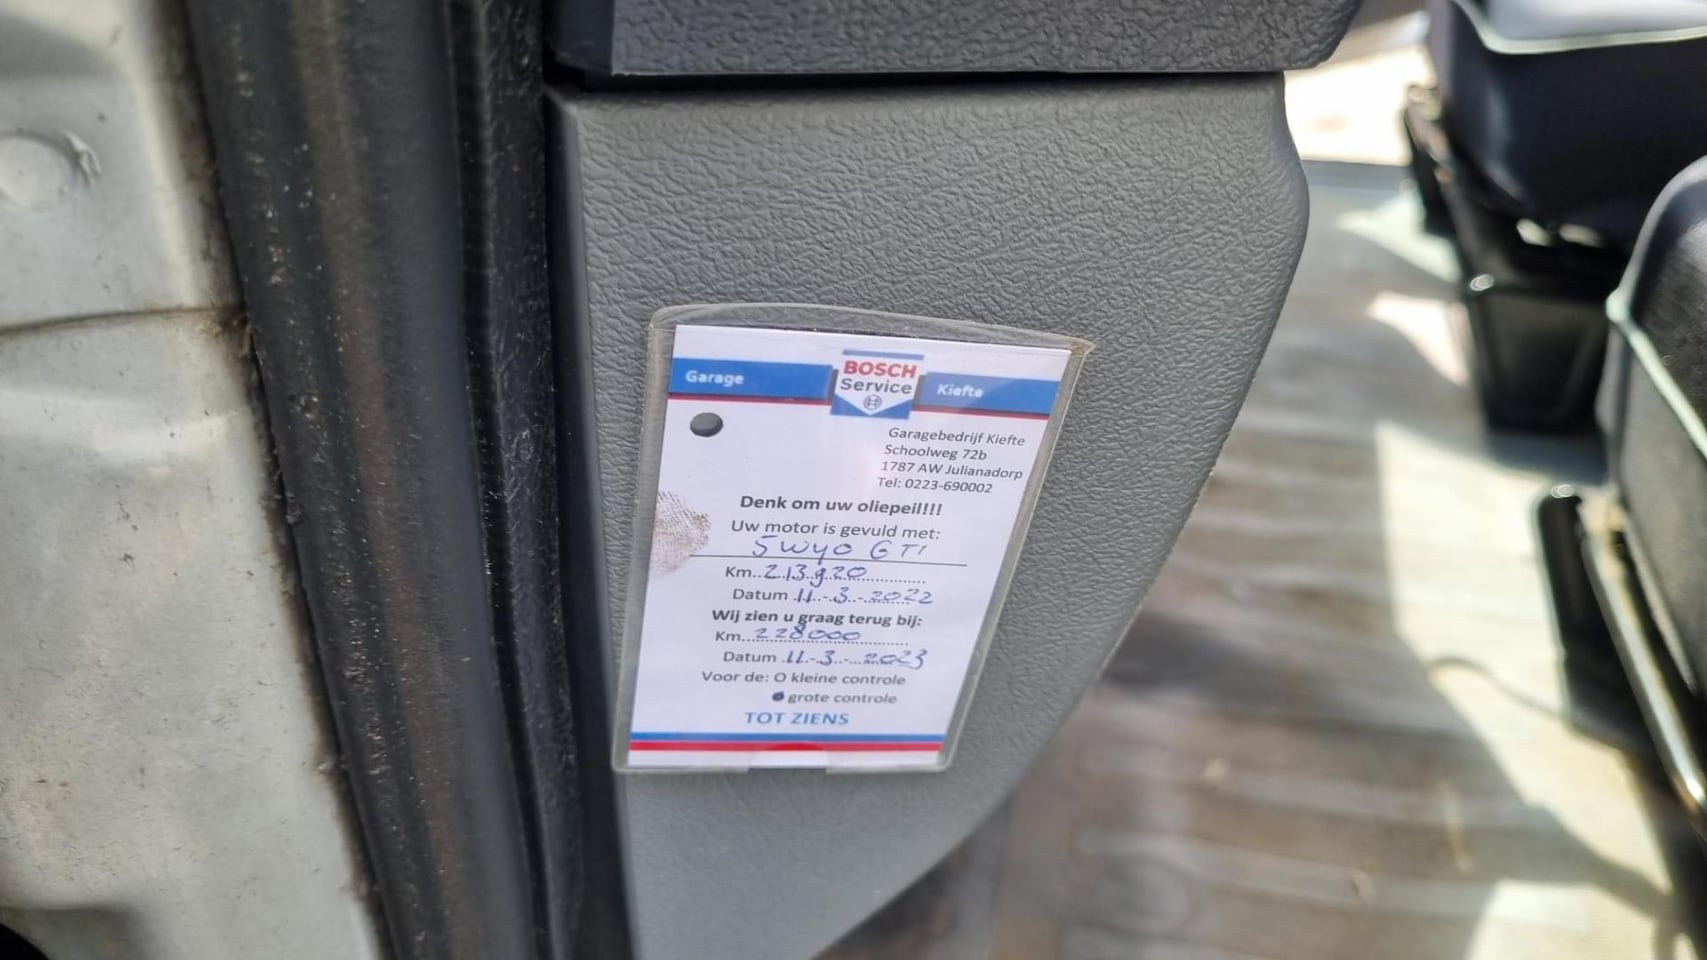 Garage
BOSCH
Service
Kiefte
Garagebedrijf Kiefte
Schoolweg 72b
1787 AW Julianadorp
Tel: 0223-690002
Denk om uw oliepeil!!!
Uw motor is gevuld met:
5W40 GTI
Km..213920
Datum 11-3-2022
Wij zien u graag terug bij:
Km...228000
Datum 11-3-2023
Voor de: O kleine controle
grote controle
TOT ZIENS